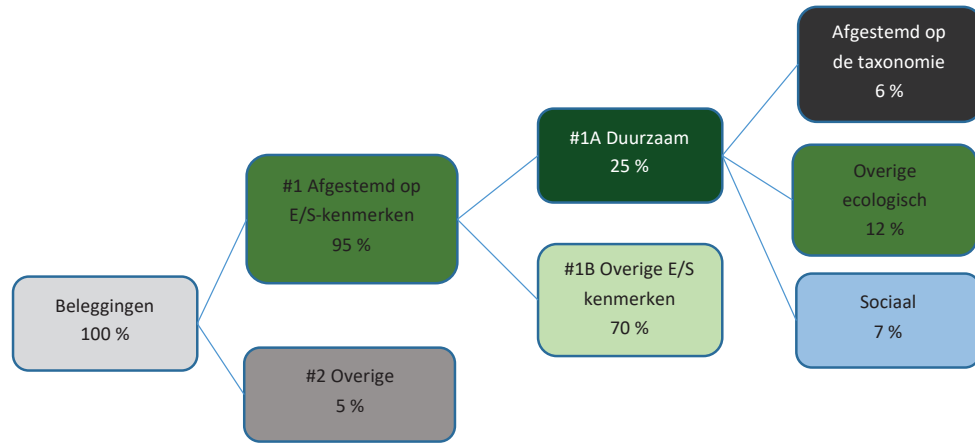 Beleggingen
100 %
#1 Afgestemd op
E/S-kenmerken
95 %
#2 Overige
5 %
#1A Duurzaam
25 %
#1B Overige E/S
kenmerken
70 %
Afgestemd op
de taxonomie
6 %
Overige
ecologisch
12 %
Sociaal
7 %